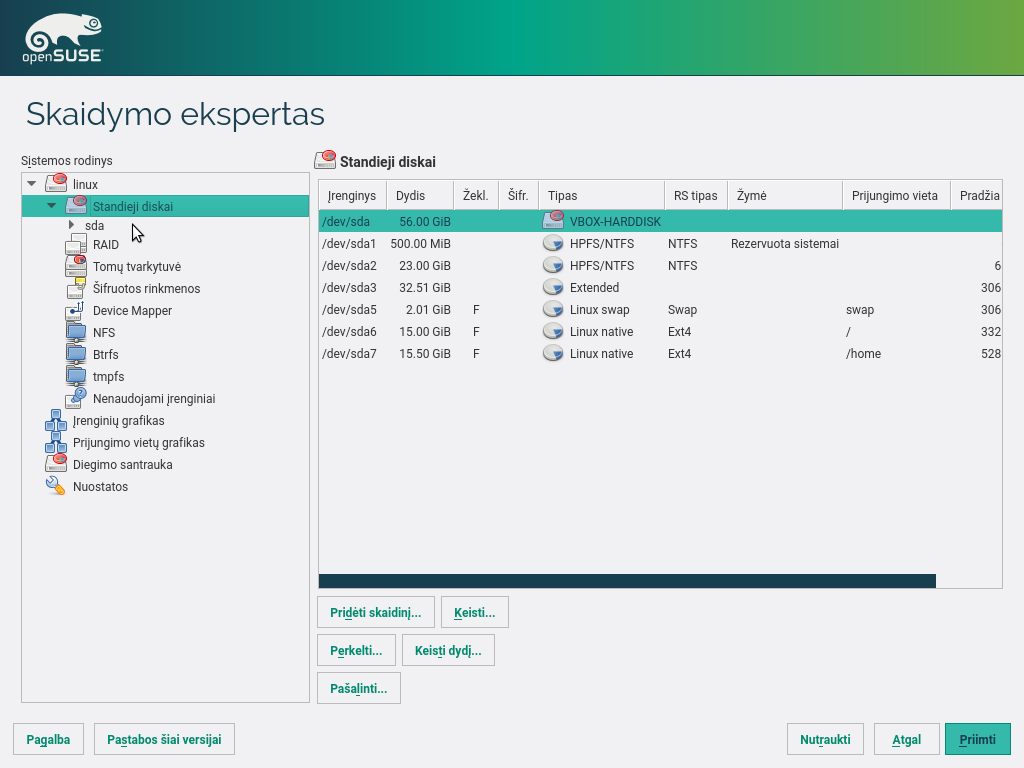 openSUSE
Skaidymo ekspertas
Sistemos rodinys
linux
Standieji diskai
sda
RAID
Tomų tvarkytuvė
Šifruotos rinkmenos
Device Mapper
NFS
Btrfs
tmpfs
Nenaudojami įrenginiai
Įrenginių grafikas
Prijungimo vietų grafikas
Diegimo santrauka
Nuostatos
Standieji diskai
Įrenginys Dydis Žekl. Šifr. Tipas RS tipas Žymė Prijungimo vieta Pradžia
/dev/sda 56.00 GiB VBOX-HARDDISK
/dev/sda1 500.00 MiB HPFS/NTFS NTFS Rezervuota sistemai
/dev/sda2 23.00 GiB HPFS/NTFS NTFS 6
/dev/sda3 32.51 GiB Extended 306
/dev/sda5 2.01 GiB F Linux swap Swap swap 306
/dev/sda6 15.00 GiB F Linux native Ext4 / 332
/dev/sda7 15.50 GiB F Linux native Ext4 /home 528
Pridėti skaidinį... Keisti...
Perkelti... Keisti dydį...
Pašalinti...
Pagalba Pastabos šiai versijai Nutraukti Atgal Priimti